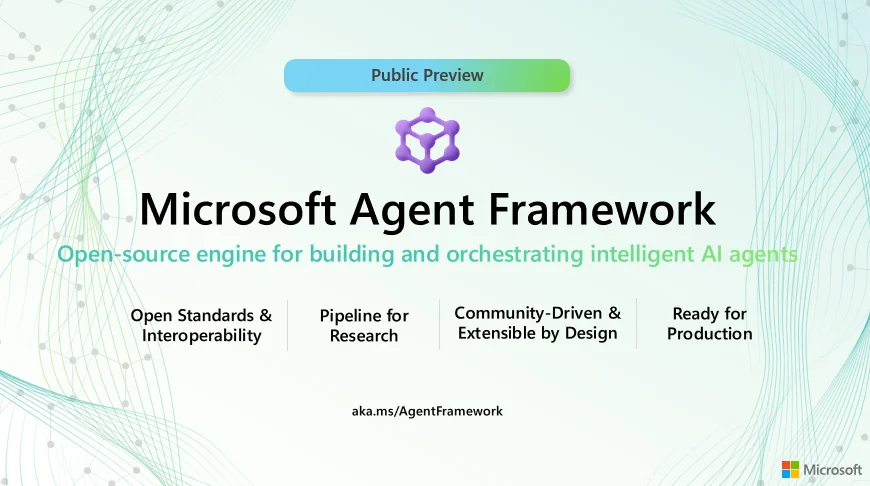 Public Preview
Microsoft Agent Framework
Open-source engine for building and orchestrating intelligent AI agents
Open Standards &
Interoperability
Pipeline for
Research
Community-Driven &
Extensible by Design
Ready for
Production
aka.ms/AgentFramework
Microsoft